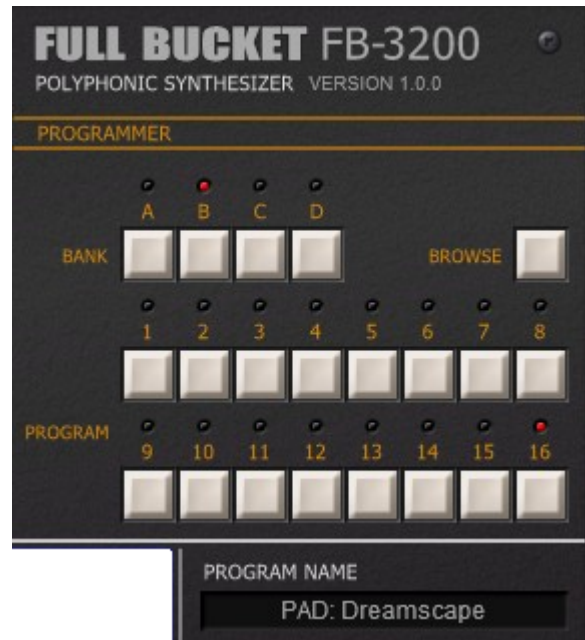 FULL BUCKET FB-3200
POLYPHONIC SYNTHESIZER VERSION 1.0.0
PROGRAMMER
A B C D
BANK BROWSE
1 2 3 4 5 6 7 8
PROGRAM
9 10 11 12 13 14 15 16
PROGRAM NAME
PAD: Dreamscape